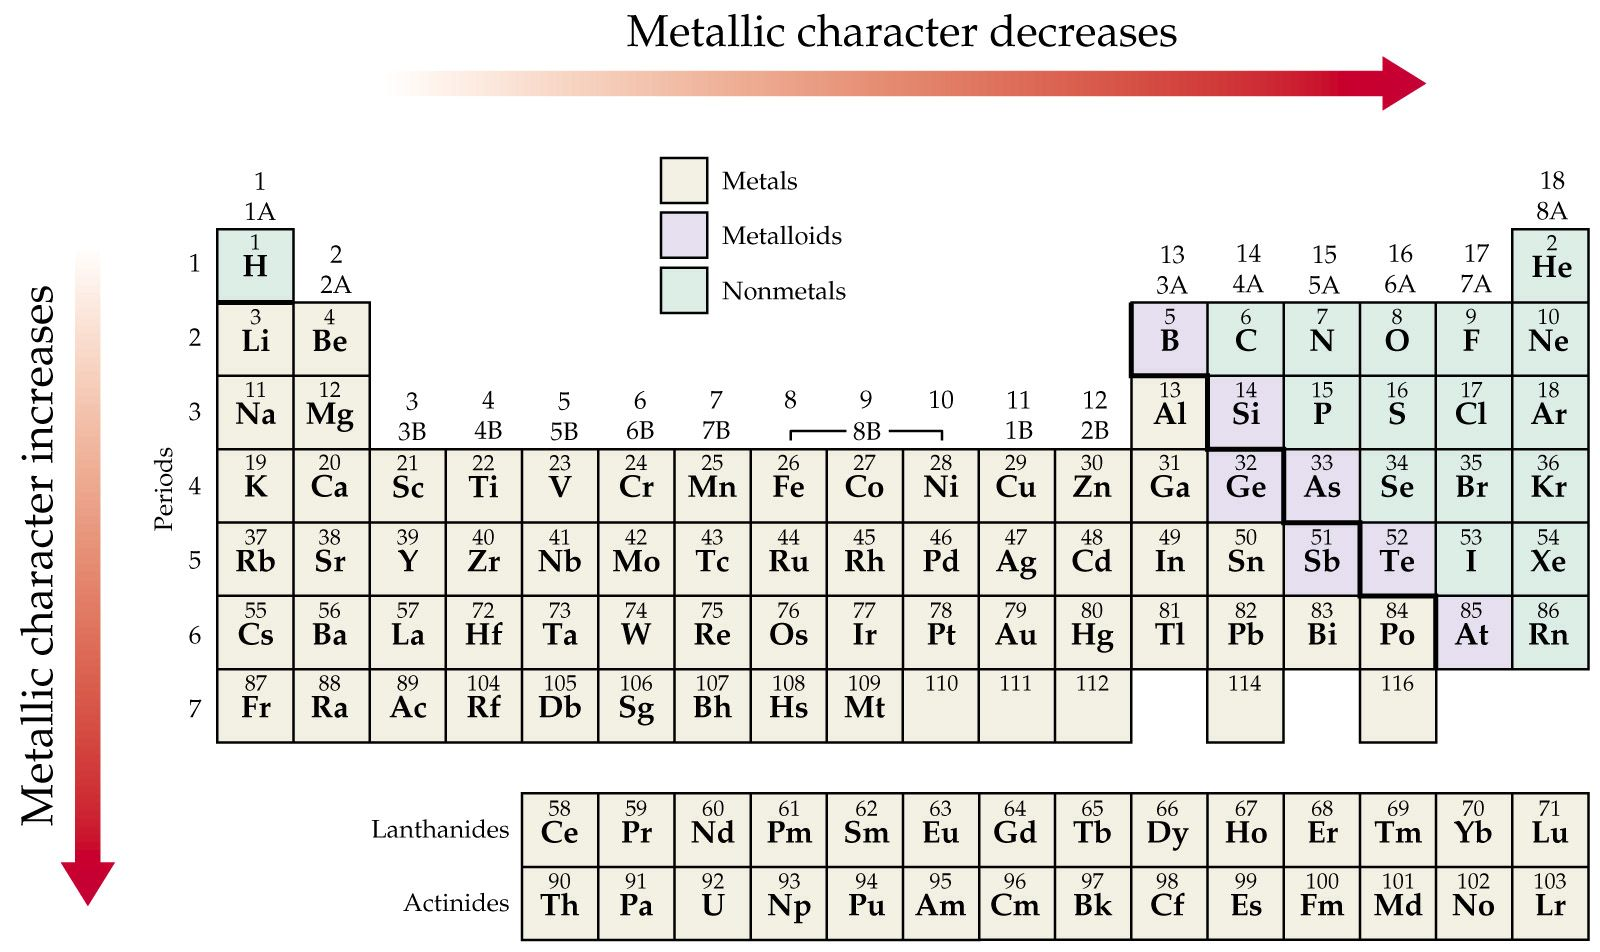 Metallic character decreases
Metallic character increases
Metals
Metalloids
Nonmetals
1 18
1A 8A
2 13 14 15 16 17
2A 3A 4A 5A 6A 7A
3 4 5 6 7 8 9 10 11 12
3B 4B 5B 6B 7B 8B 1B 2B
Periods
1 1 H 2 He
2 3 Li 4 Be 5 B 6 C 7 N 8 O 9 F 10 Ne
3 11 Na 12 Mg 13 Al 14 Si 15 P 16 S 17 Cl 18 Ar
4 19 K 20 Ca 21 Sc 22 Ti 23 V 24 Cr 25 Mn 26 Fe 27 Co 28 Ni 29 Cu 30 Zn 31 Ga 32 Ge 33 As 34 Se 35 Br 36 Kr
5 37 Rb 38 Sr 39 Y 40 Zr 41 Nb 42 Mo 43 Tc 44 Ru 45 Rh 46 Pd 47 Ag 48 Cd 49 In 50 Sn 51 Sb 52 Te 53 I 54 Xe
6 55 Cs 56 Ba 57 La 72 Hf 73 Ta 74 W 75 Re 76 Os 77 Ir 78 Pt 79 Au 80 Hg 81 Tl 82 Pb 83 Bi 84 Po 85 At 86 Rn
7 87 Fr 88 Ra 89 Ac 104 Rf 105 Db 106 Sg 107 Bh 108 Hs 109 Mt 110 111 112 114 116
Lanthanides 58 Ce 59 Pr 60 Nd 61 Pm 62 Sm 63 Eu 64 Gd 65 Tb 66 Dy 67 Ho 68 Er 69 Tm 70 Yb 71 Lu
Actinides 90 Th 91 Pa 92 U 93 Np 94 Pu 95 Am 96 Cm 97 Bk 98 Cf 99 Es 100 Fm 101 Md 102 No 103 Lr